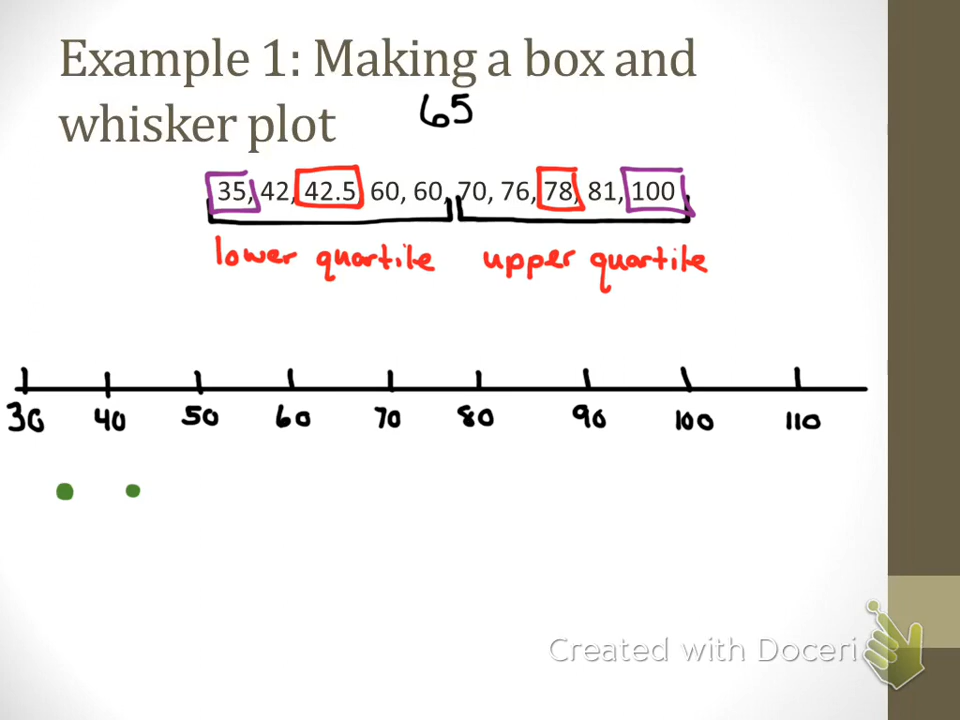 Example 1: Making a box and
whisker plot
65
35, 42, 42.5, 60, 60, 70, 76, 78, 81, 100
lower quartile upper quartile
30 40 50 60 70 80 90 100 110
Created with Doceri